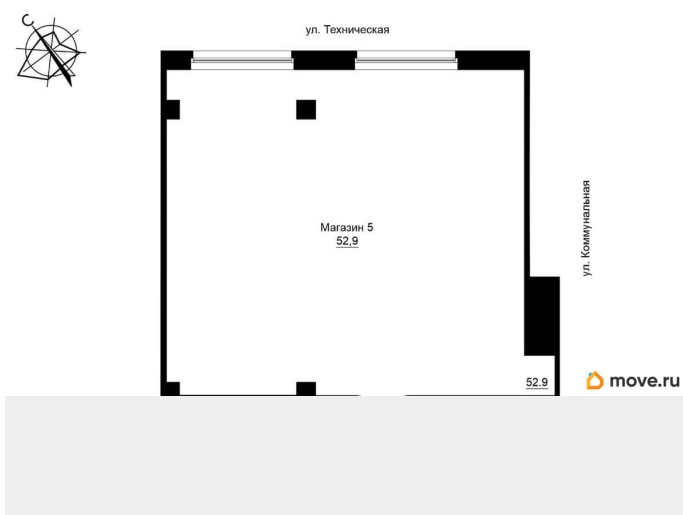 С
ул. Техническая
Магазин 5
52,9
ул. Коммунальная
52.9
move.ru